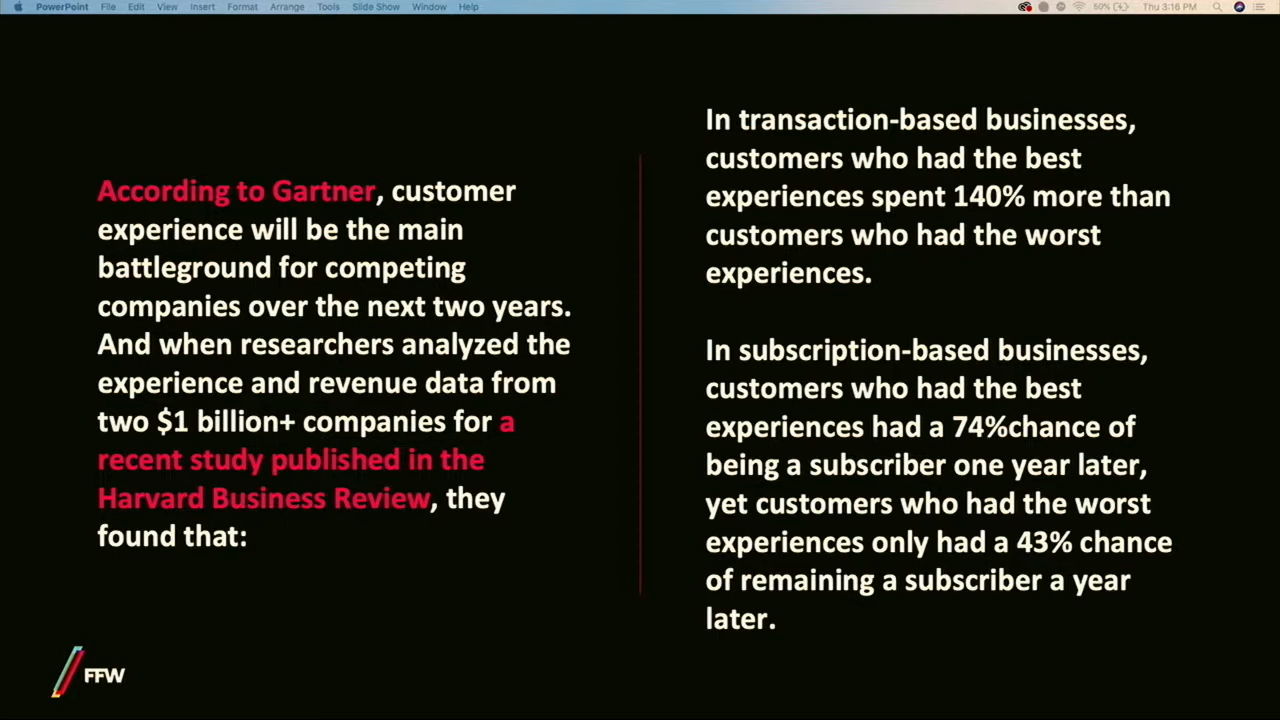 PowerPoint File Edit View Insert Format Arrange Tools Slide Show Window Help 60% Thu 3:16 PM
According to Gartner, customer
experience will be the main
battleground for competing
companies over the next two years.
And when researchers analyzed the
experience and revenue data from
two $1 billion+ companies for a
recent study published in the
Harvard Business Review, they
found that:
In transaction-based businesses,
customers who had the best
experiences spent 140% more than
customers who had the worst
experiences.
In subscription-based businesses,
customers who had the best
experiences had a 74%chance of
being a subscriber one year later,
yet customers who had the worst
experiences only had a 43% chance
of remaining a subscriber a year
later.
FFW